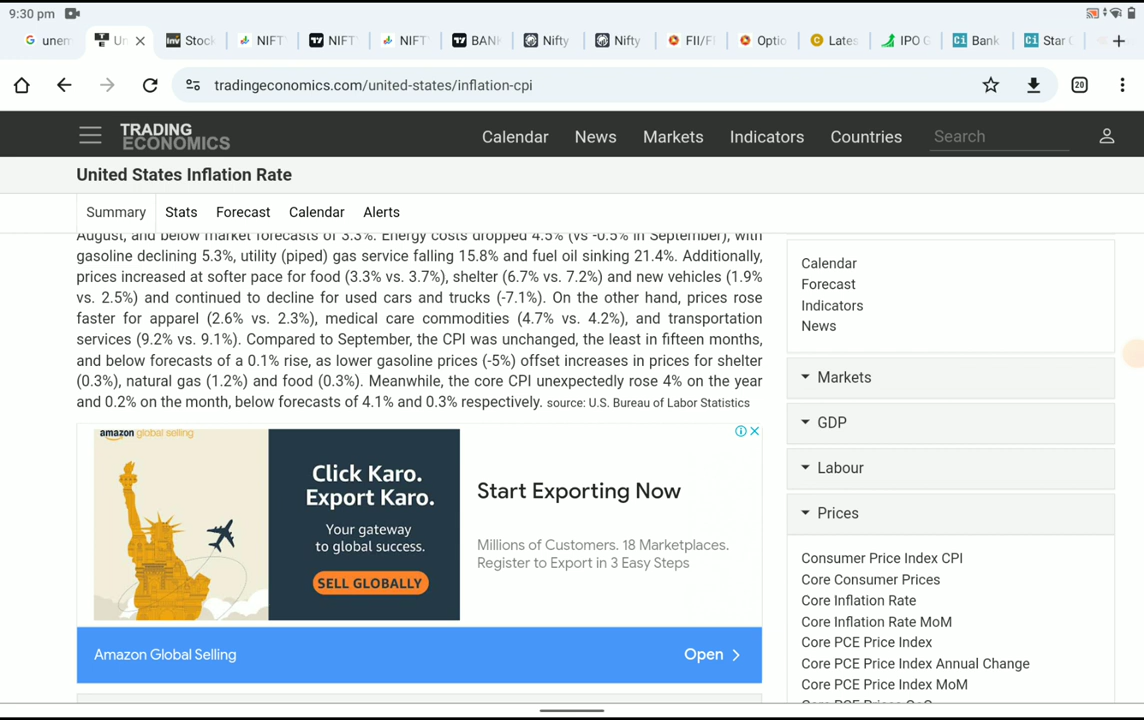 9:30 pm
unem
Un
Stock
NIFT
NIFT
NIFT
BANK
Nifty
Nifty
FII/F
Optio
Lates
IPO G
Bank
Star
tradingeconomics.com/united-states/inflation-cpi
20
TRADING ECONOMICS
Calendar News Markets Indicators Countries Search
United States Inflation Rate
Summary Stats Forecast Calendar Alerts
August, and below market forecasts of 3.3%. Energy costs dropped 4.5% (vs -0.5% in September), with
gasoline declining 5.3%, utility (piped) gas service falling 15.8% and fuel oil sinking 21.4%. Additionally,
prices increased at softer pace for food (3.3% vs. 3.7%), shelter (6.7% vs. 7.2%) and new vehicles (1.9%
vs. 2.5%) and continued to decline for used cars and trucks (-7.1%). On the other hand, prices rose
faster for apparel (2.6% vs. 2.3%), medical care commodities (4.7% vs. 4.2%), and transportation
services (9.2% vs. 9.1%). Compared to September, the CPI was unchanged, the least in fifteen months,
and below forecasts of a 0.1% rise, as lower gasoline prices (-5%) offset increases in prices for shelter
(0.3%), natural gas (1.2%) and food (0.3%). Meanwhile, the core CPI unexpectedly rose 4% on the year
and 0.2% on the month, below forecasts of 4.1% and 0.3% respectively. source: U.S. Bureau of Labor Statistics
amazon global selling
Click Karo.
Export Karo.
Your gateway
to global success.
SELL GLOBALLY
Start Exporting Now
Millions of Customers. 18 Marketplaces.
Register to Export in 3 Easy Steps
Amazon Global Selling
Open
Calendar
Forecast
Indicators
News
Markets
GDP
Labour
Prices
Consumer Price Index CPI
Core Consumer Prices
Core Inflation Rate
Core Inflation Rate MoM
Core PCE Price Index
Core PCE Price Index Annual Change
Core PCE Price Index MoM